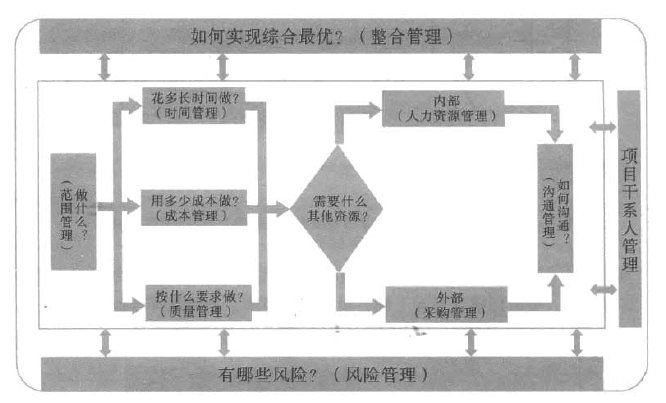 如何实现综合最优？（整合管理）
做什么？
（范围管理）
花多长时间做？
（时间管理）
用多少成本做？
（成本管理）
按什么要求做？
（质量管理）
需要什么
其他资源？
内部
（人力资源管理）
外部
（采购管理）
如何沟通？
（沟通管理）
项目干系人管理
有哪些风险？（风险管理）